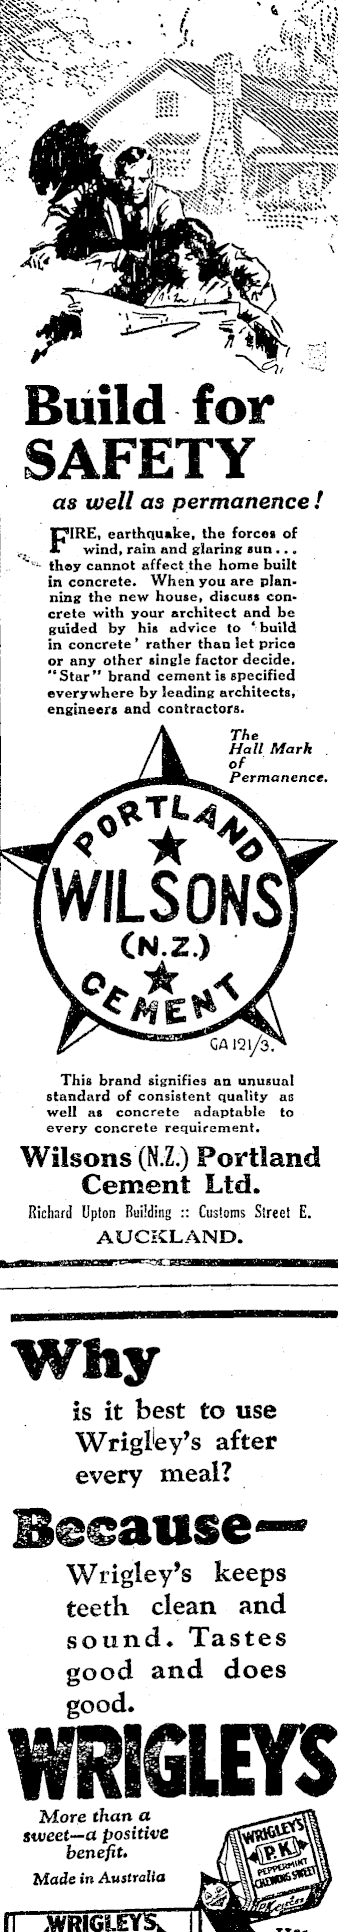 Build for
SAFETY
as well as permanence!
FIRE, earthquake, the forces of
wind, rain and glaring sun...
they cannot affect the home built
in concrete. When you are plan-
ning the new house, discuss con-
crete with your architect and be
guided by his advice to 'build
in concrete' rather than let price
or any other single factor decide.
"Star" brand cement is specified
everywhere by leading architects,
engineers and contractors.
The
Hall Mark
of
Permanence.
PORTLAND
WILSONS
(N.Z.)
CEMENT
GA 121/3.
This brand signifies an unusual
standard of consistent quality as
well as concrete adaptable to
every concrete requirement.
Wilsons (N.Z.) Portland
Cement Ltd.
Richard Upton Building :: Customs Street E.
AUCKLAND.
Why
is it best to use
Wrigley's after
every meal?
Because—
Wrigley's keeps
teeth clean and
sound. Tastes
good and does
good.
WRIGLEY'S
More than a
sweet—a positive
benefit.
Made in Australia
WRIGLEY'S
P.K
PEPPERMINT
CHEWING SWEET
WRIGLEY'S